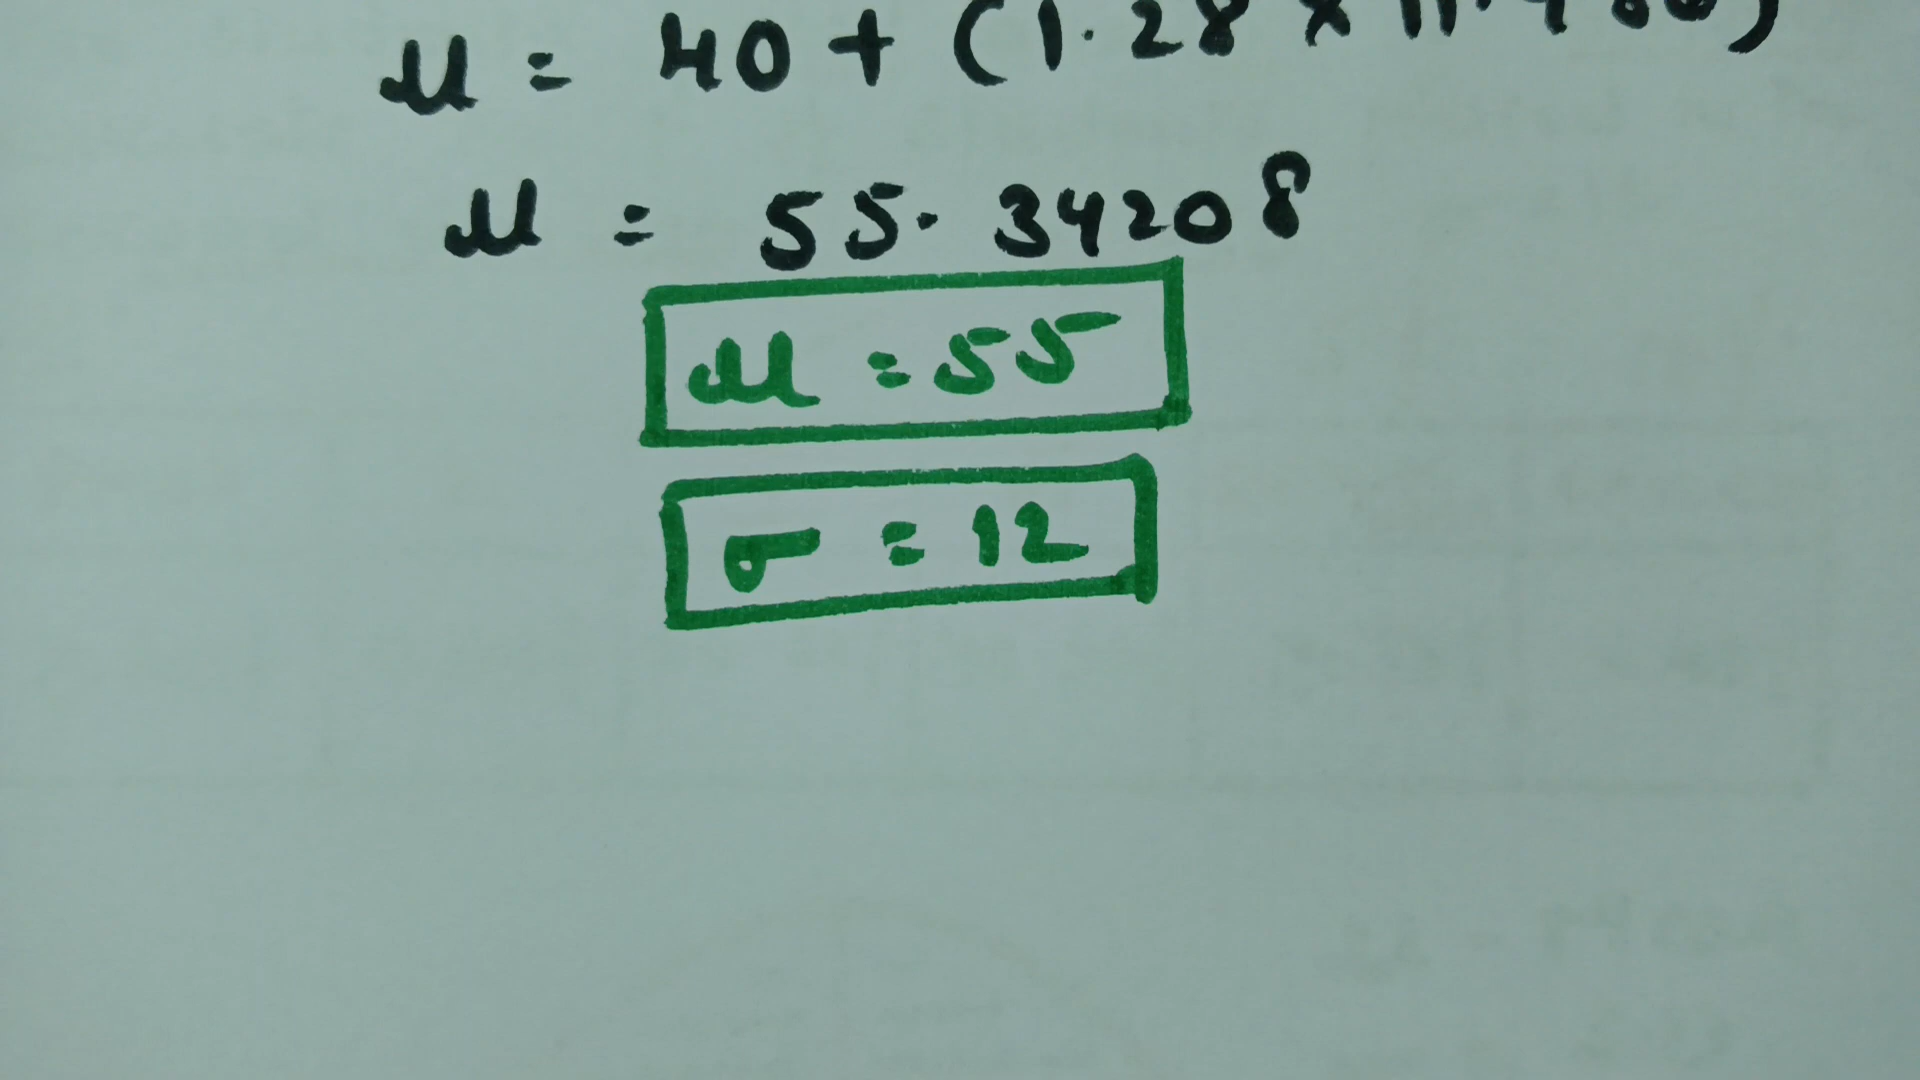 μ = 40 + (1.28 ×
μ = 55.34208
μ = 55
σ = 12